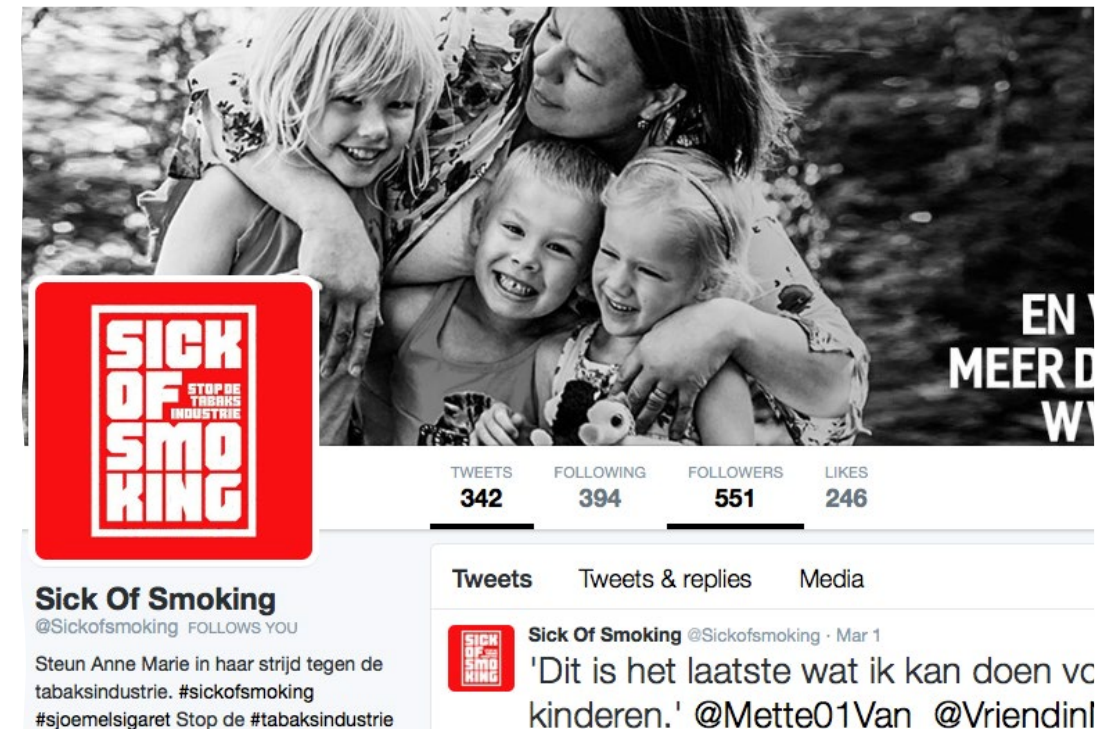 EN
MEER
SICK
OF STOP DE
TABAKS
INDUSTRIE
SMO
KING
TWEETS FOLLOWING FOLLOWERS LIKES
342 394 551 246
Tweets Tweets & replies Media
Sick Of Smoking
@Sickofsmoking FOLLOWS YOU
Steun Anne Marie in haar strijd tegen de
tabaksindustrie. #sickofsmoking
#sjoemelsigaret Stop de #tabaksindustrie
SICK
OF
SMO
KING
Sick Of Smoking @Sickofsmoking · Mar 1
'Dit is het laatste wat ik kan doen
kinderen.' @Mette01Van